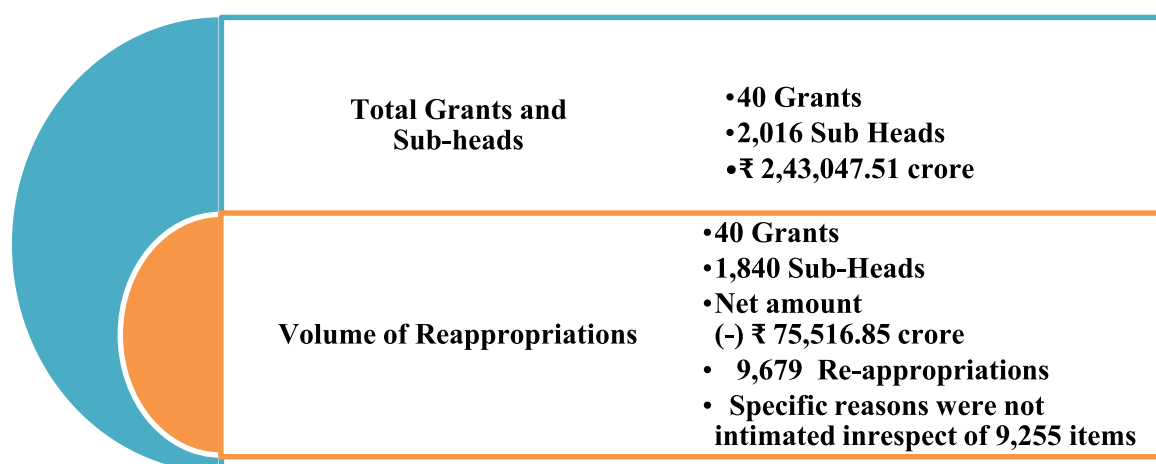 Total Grants and
Sub-heads
•40 Grants
•2,016 Sub Heads
•₹ 2,43,047.51 crore
Volume of Reappropriations
•40 Grants
•1,840 Sub-Heads
•Net amount
(-) ₹ 75,516.85 crore
• 9,679 Re-appropriations
• Specific reasons were not
intimated inrespect of 9,255 items